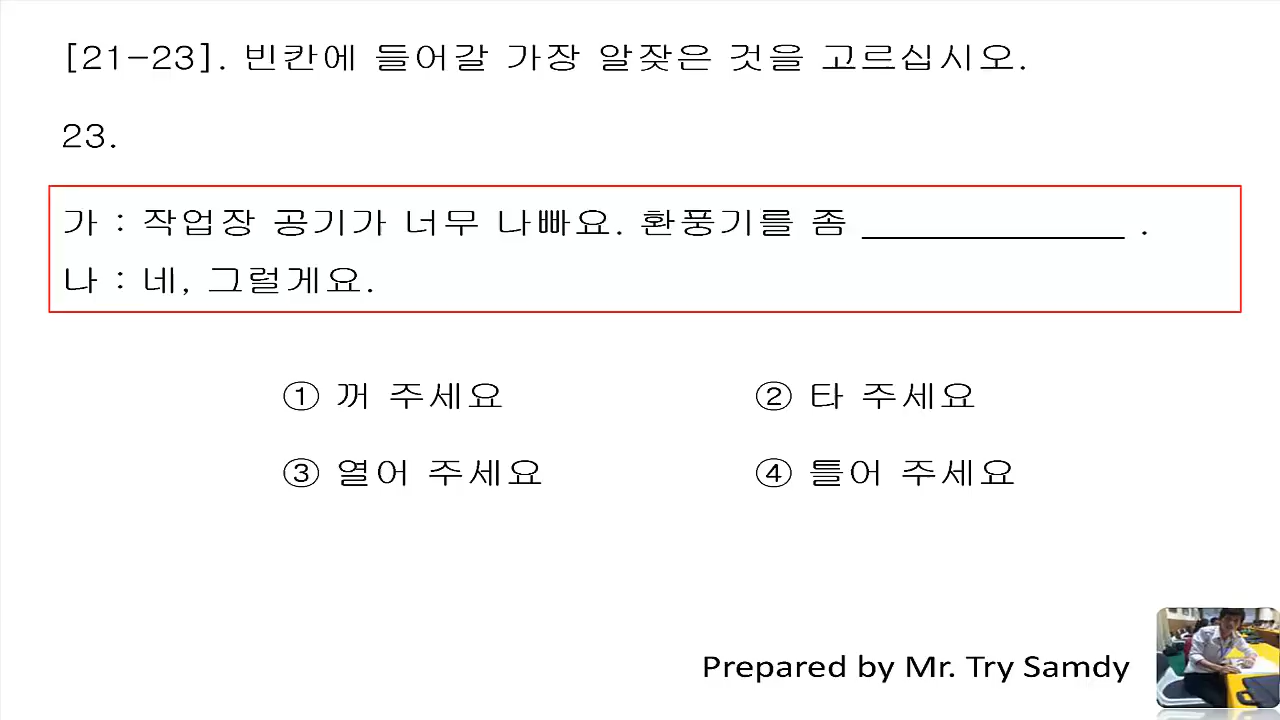 [21-23]. 빈칸에 들어갈 가장 알잦은 것을 고르십시오.
23.
가 : 작업장 공기가 너무 나빠요. 환풍기를 좀 ______________ .
나 : 네, 그럴게요.
① 꺼 주세요 ② 타 주세요
③ 열어 주세요 ④ 틀어 주세요
Prepared by Mr. Try Samdy